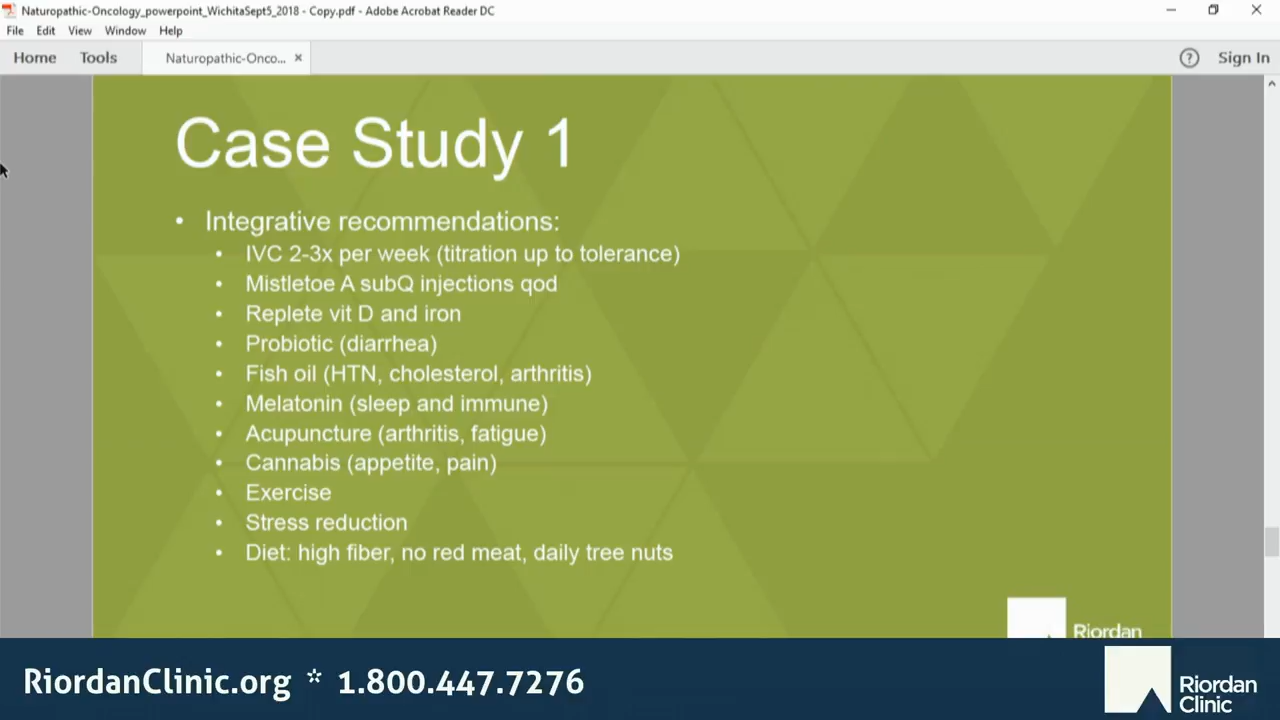 Naturopathic-Oncology_powerpoint_WichitaSept5_2018 - Copy.pdf - Adobe Acrobat Reader DC
File Edit View Window Help
Home Tools Naturopathic-Onco... × ? Sign In
Case Study 1
• Integrative recommendations:
• IVC 2-3x per week (titration up to tolerance)
• Mistletoe A subQ injections qod
• Replete vit D and iron
• Probiotic (diarrhea)
• Fish oil (HTN, cholesterol, arthritis)
• Melatonin (sleep and immune)
• Acupuncture (arthritis, fatigue)
• Cannabis (appetite, pain)
• Exercise
• Stress reduction
• Diet: high fiber, no red meat, daily tree nuts
Riordan
RiordanClinic.org * 1.800.447.7276
Riordan
Clinic